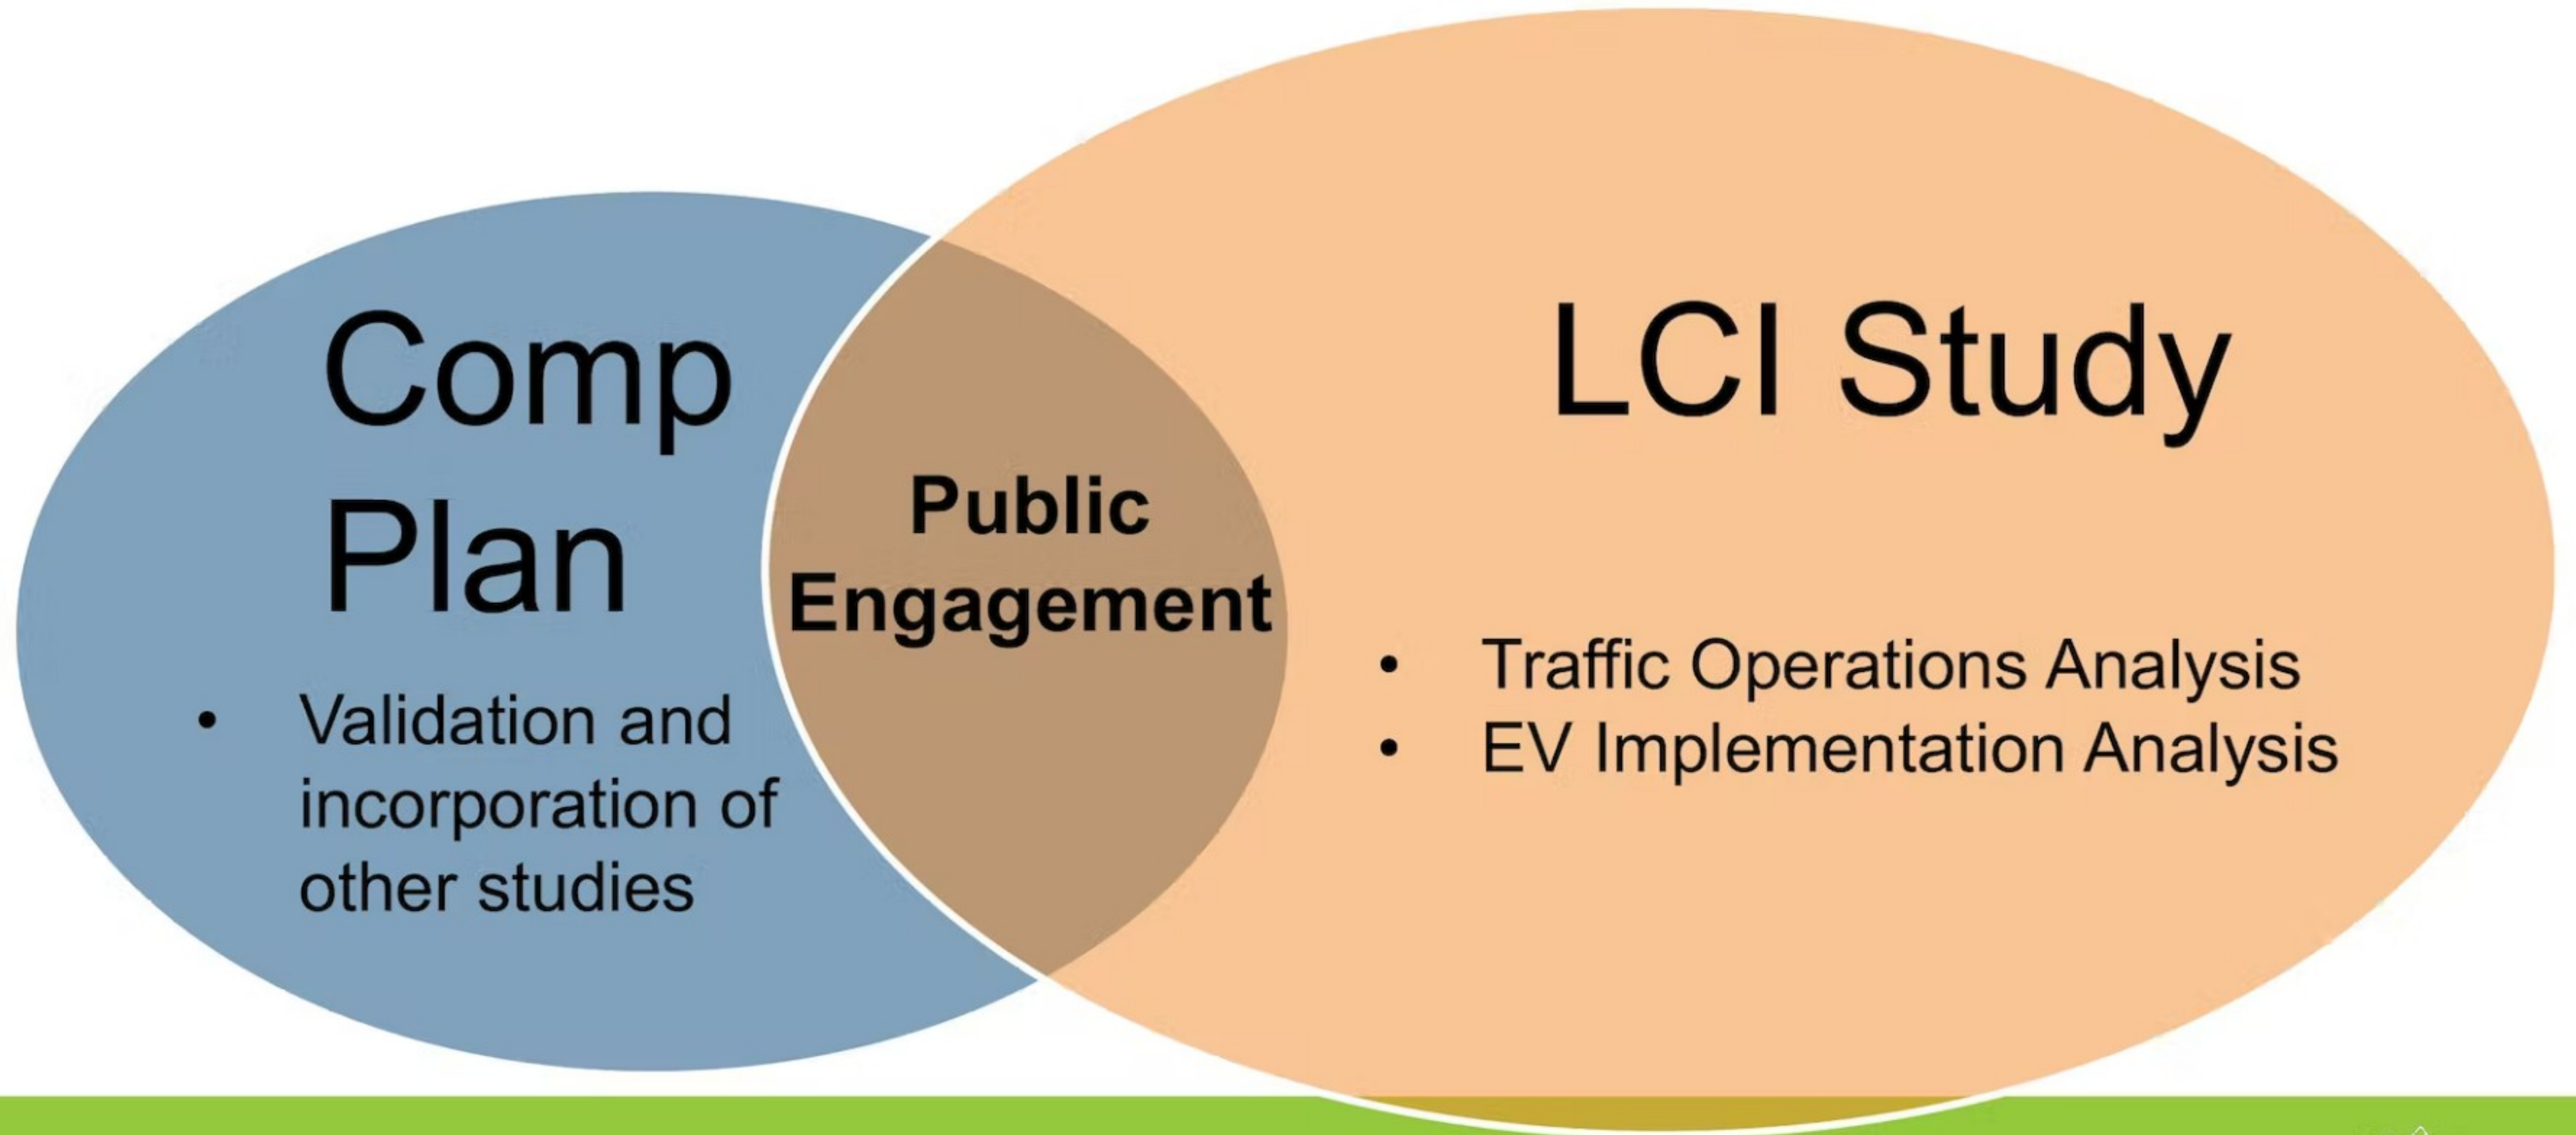 Comp
Plan
• Validation and
incorporation of
other studies
Public
Engagement
LCI Study
• Traffic Operations Analysis
• EV Implementation Analysis